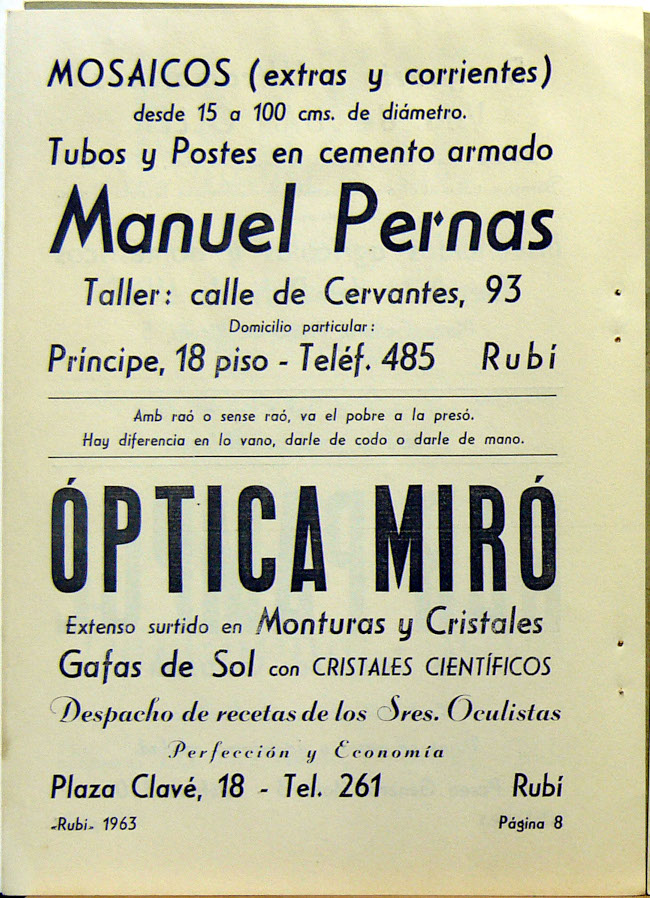 MOSAICOS (extras y corrientes)
desde 15 a 100 cms. de diámetro.
Tubos y Postes en cemento armado
Manuel Pernas
Taller: calle de Cervantes, 93
Domicilio particular:
Príncipe, 18 piso - Teléf. 485 Rubí
Amb raó o sense raó, va el pobre a la presó.
Hay diferencia en lo vano, darle de codo o darle de mano.
ÓPTICA MIRÓ
Extenso surtido en Monturas y Cristales
Gafas de Sol con CRISTALES CIENTÍFICOS
Despacho de recetas de los Sres. Oculistas
Perfección y Economía
Plaza Clavé, 18 - Tel. 261 Rubí
«Rubí» 1963 Página 8